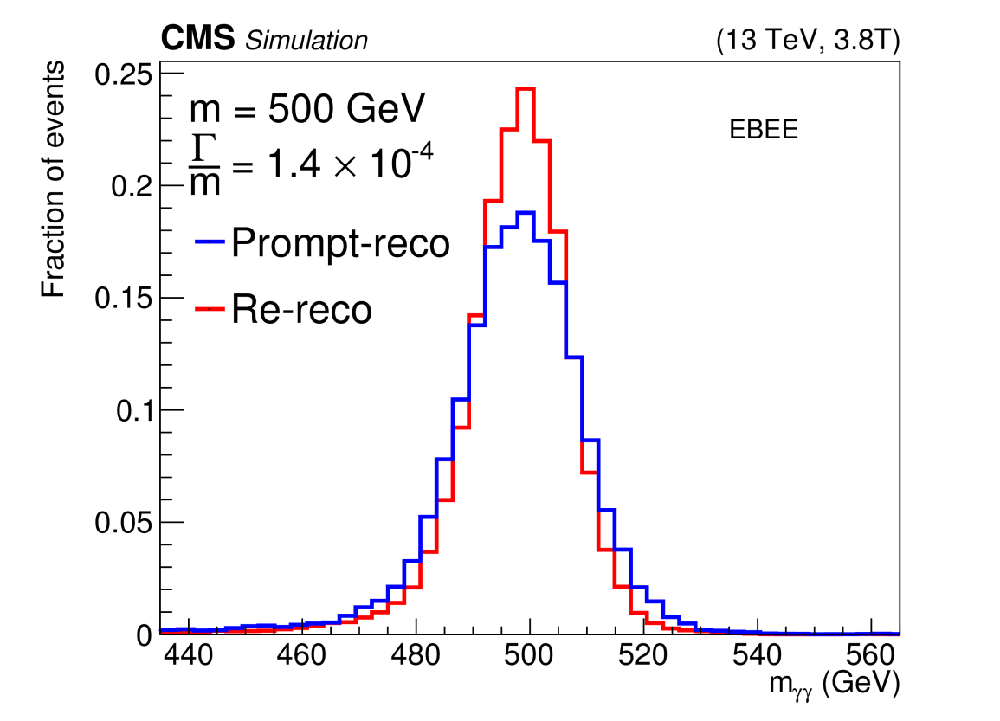 CMS Simulation
(13 TeV, 3.8T)
Fraction of events
0.25
0.2
0.15
0.1
0.05
0
m = 500 GeV
Γ/m = 1.4 × 10⁻⁴
EBEE
Prompt-reco
Re-reco
440 460 480 500 520 540 560
mγγ (GeV)